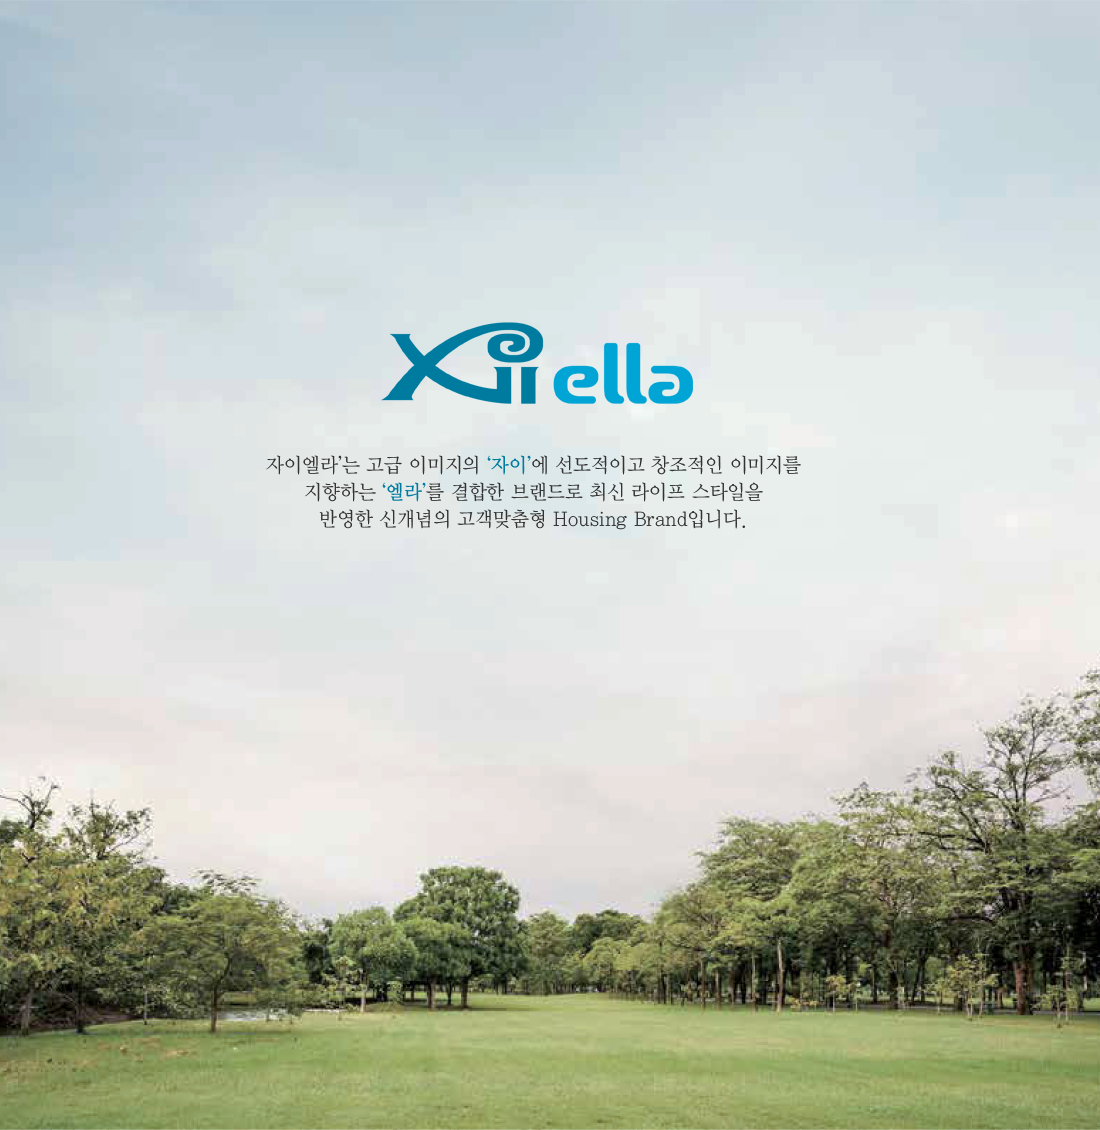 Xii ella
자이엘라’는 고급 이미지의 ‘자이’에 선도적이고 창조적인 이미지를
지향하는 ‘엘라’를 결합한 브랜드로 최신 라이프 스타일을
반영한 신개념의 고객맞춤형 Housing Brand입니다.